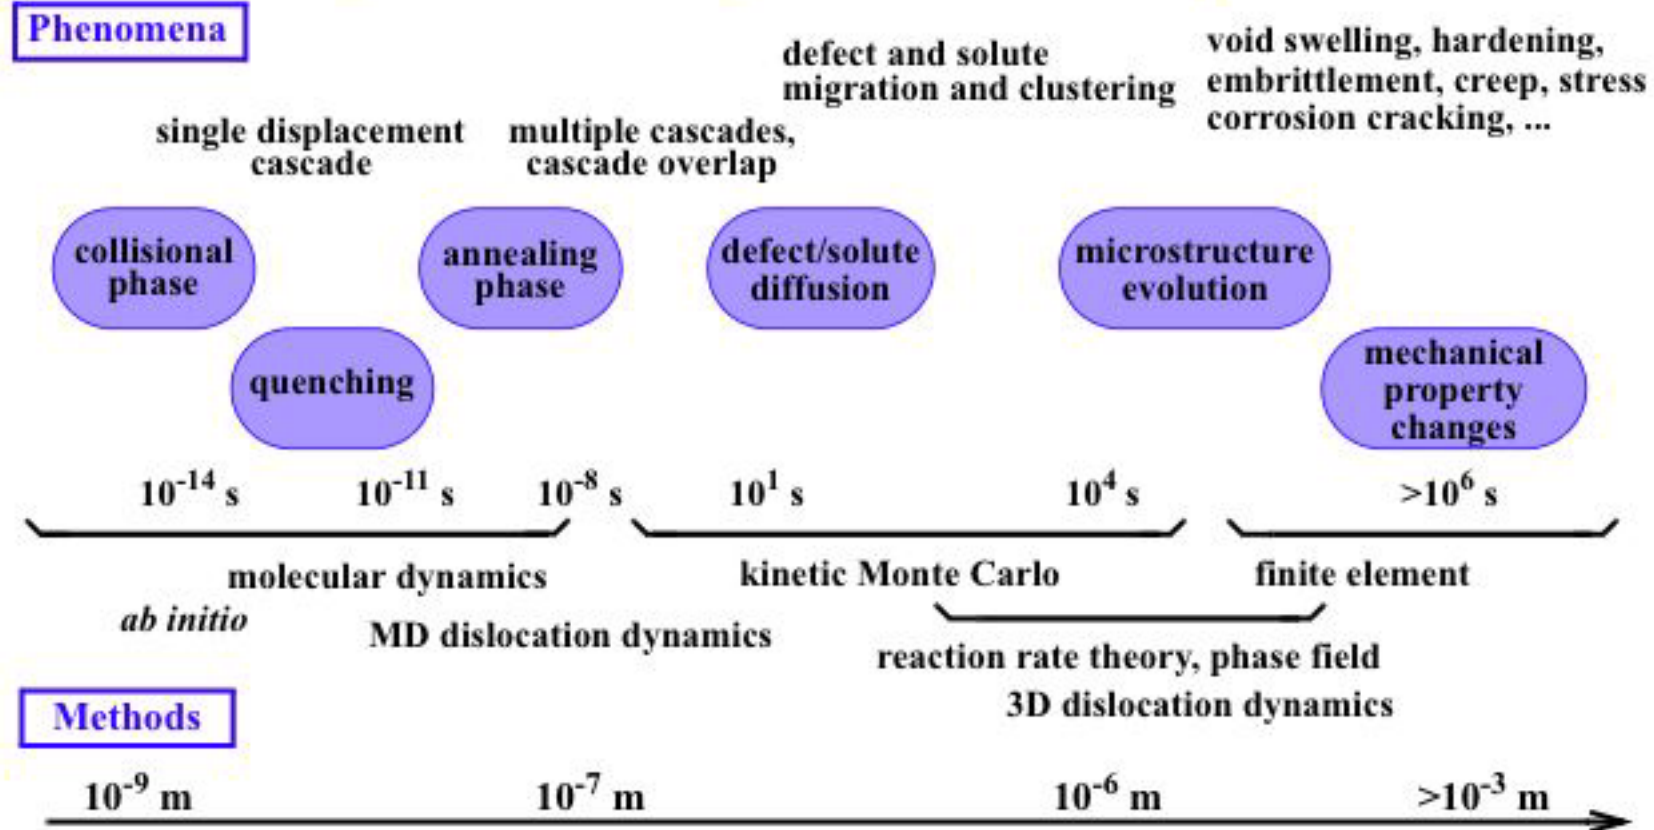 Phenomena
defect and solute
migration and clustering
void swelling, hardening,
embrittlement, creep, stress
corrosion cracking, ...
single displacement
cascade
multiple cascades,
cascade overlap
collisional
phase
annealing
phase
defect/solute
diffusion
microstructure
evolution
quenching
mechanical
property
changes
10⁻¹⁴ s
10⁻¹¹ s
10⁻⁸ s
10¹ s
10⁴ s
>10⁶ s
molecular dynamics
kinetic Monte Carlo
finite element
ab initio
MD dislocation dynamics
reaction rate theory, phase field
3D dislocation dynamics
Methods
10⁻⁹ m
10⁻⁷ m
10⁻⁶ m
>10⁻³ m